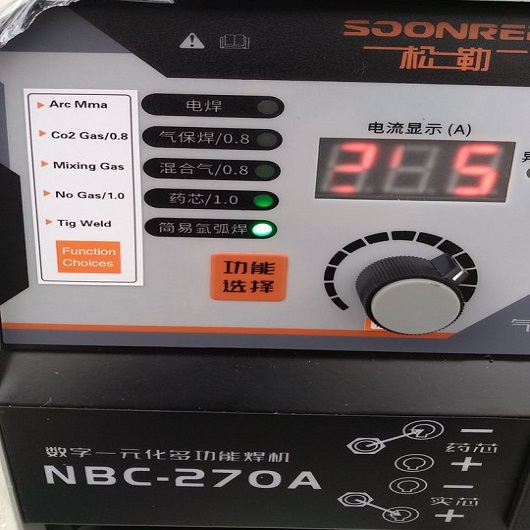 SOONRE
松勒
Arc Mma
Co2 Gas/0.8
Mixing Gas
No Gas/1.0
Tig Weld
Function
Choices
电焊
气保焊/0.8
混合气/0.8
药芯/1.0
简易氩弧焊
功能
选择
电流显示(A)
数字一元化多功能焊机
NBC-270A
药芯
实芯